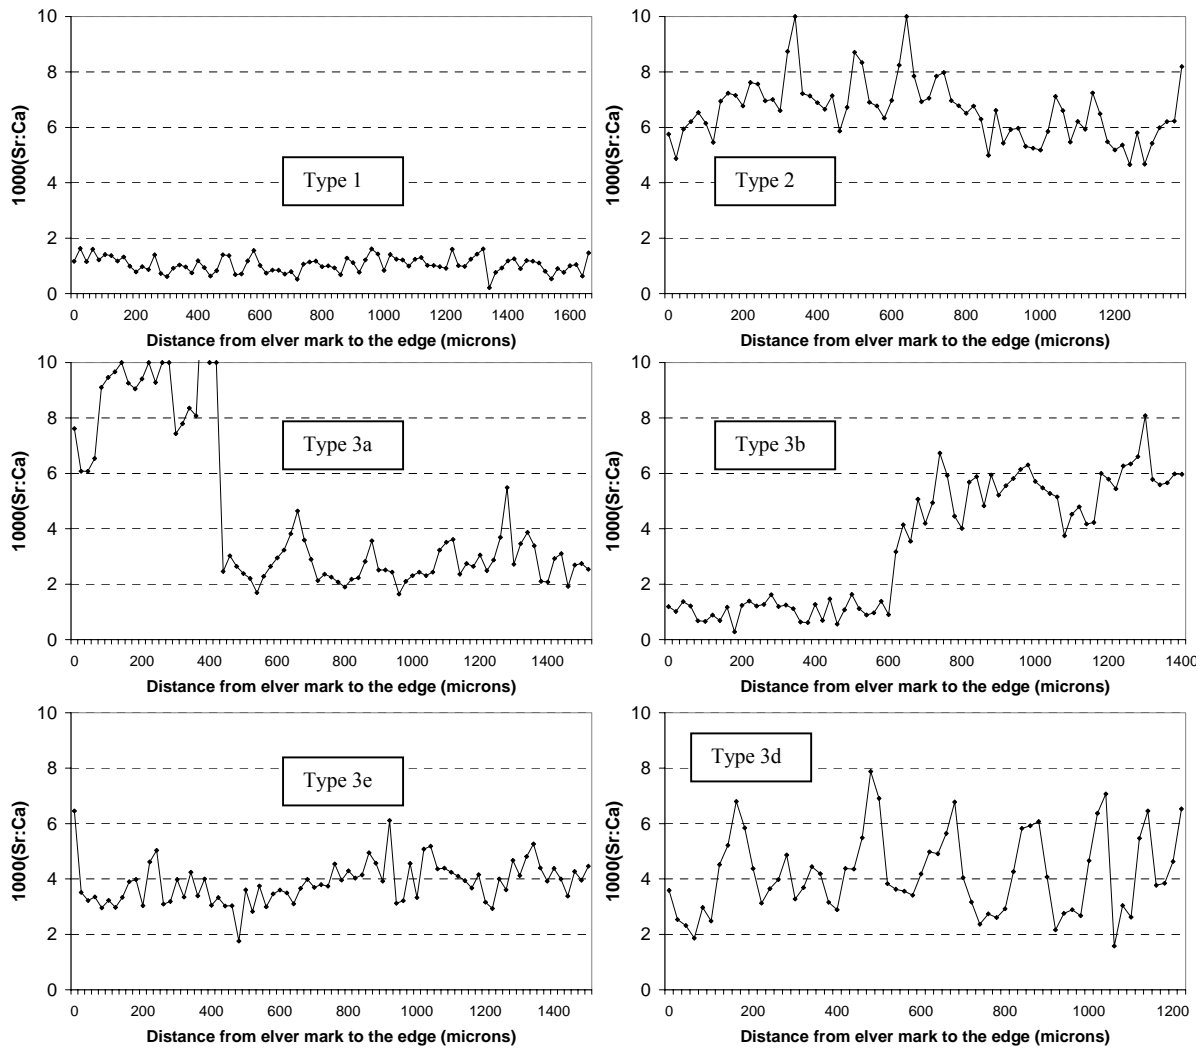 10
8
6
4
2
0
1000(Sr:Ca)
Type 1
0 200 400 600 800 1000 1200 1400 1600
Distance from elver mark to the edge (microns)
10
8
6
4
2
0
1000(Sr:Ca)
Type 2
0 200 400 600 800 1000 1200
Distance from elver mark to the edge (microns)
10
8
6
4
2
0
1000(Sr:Ca)
Type 3a
0 200 400 600 800 1000 1200 1400
Distance from elver mark to the edge (microns)
10
8
6
4
2
0
1000(Sr:Ca)
Type 3b
0 200 400 600 800 1000 1200 1400
Distance from elver mark to the edge (microns)
10
8
6
4
2
0
1000(Sr:Ca)
Type 3e
0 200 400 600 800 1000 1200 1400
Distance from elver mark to the edge (microns)
10
8
6
4
2
0
1000(Sr:Ca)
Type 3d
0 200 400 600 800 1000 1200
Distance from elver mark to the edge (microns)